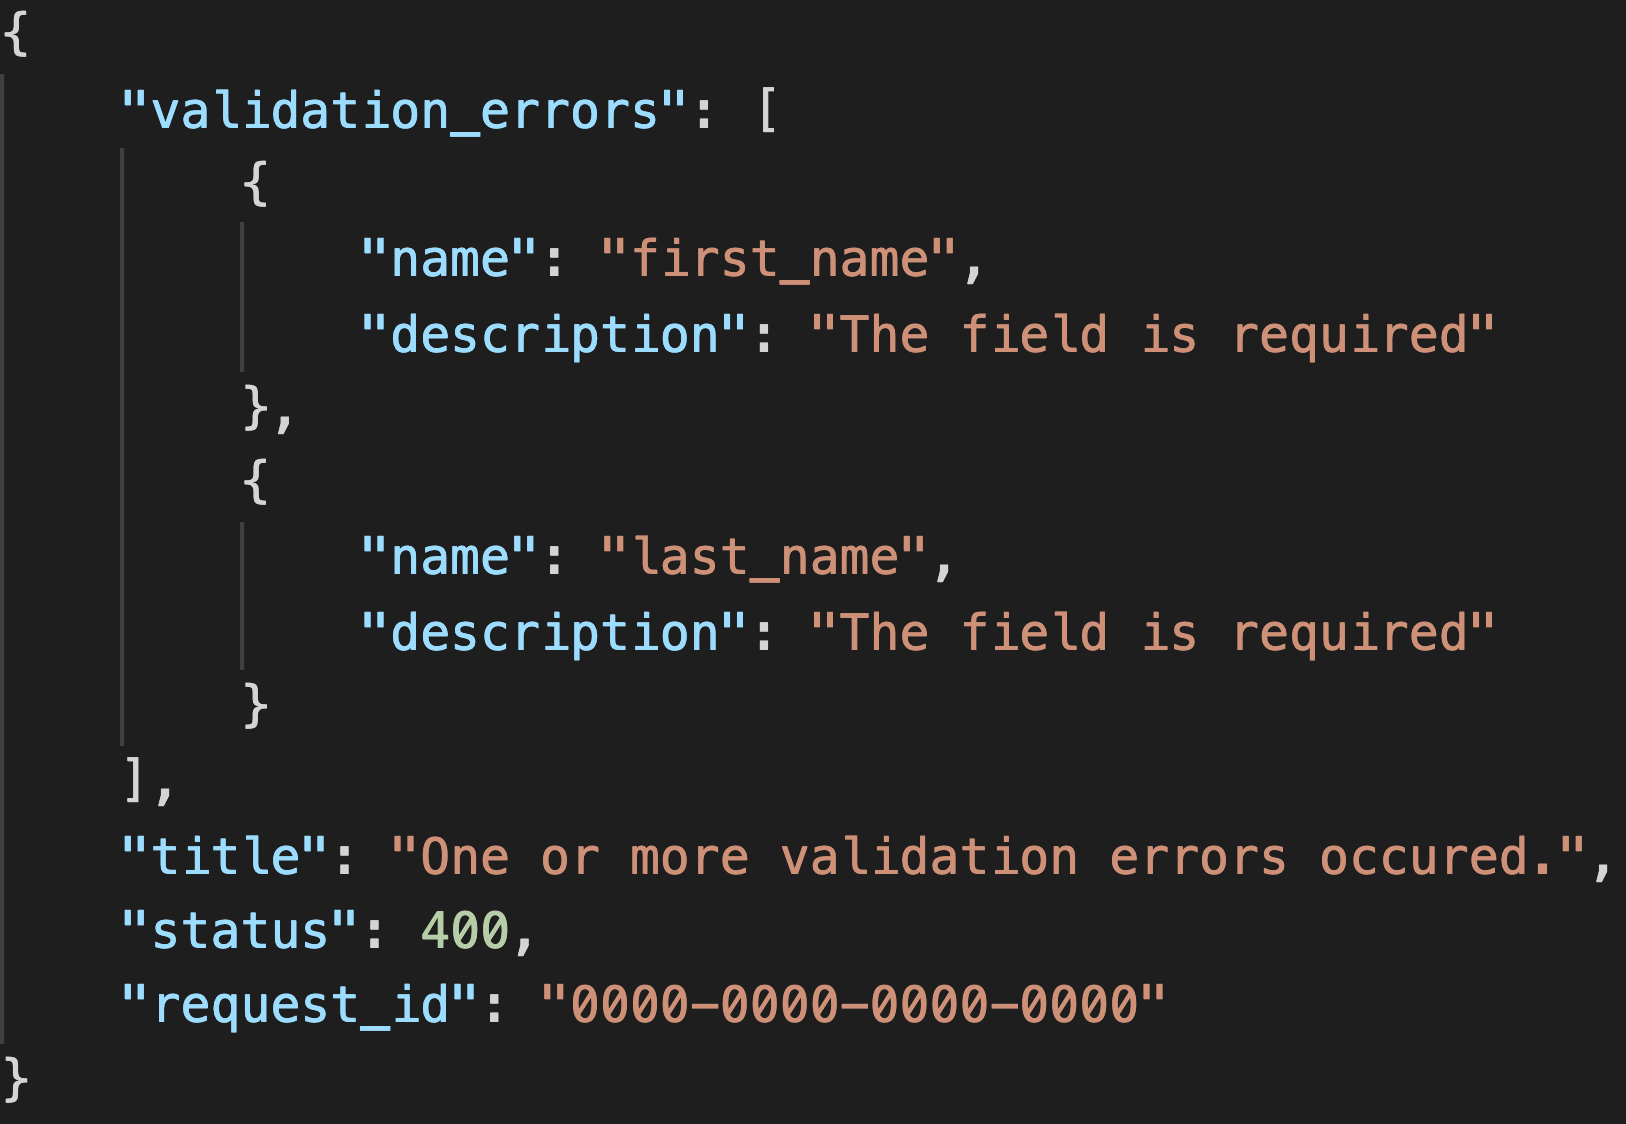 {
    "validation_errors": [
        {
            "name": "first_name",
            "description": "The field is required"
        },
        {
            "name": "last_name",
            "description": "The field is required"
        }
    ],
    "title": "One or more validation errors occured.",
    "status": 400,
    "request_id": "0000-0000-0000-0000"
}